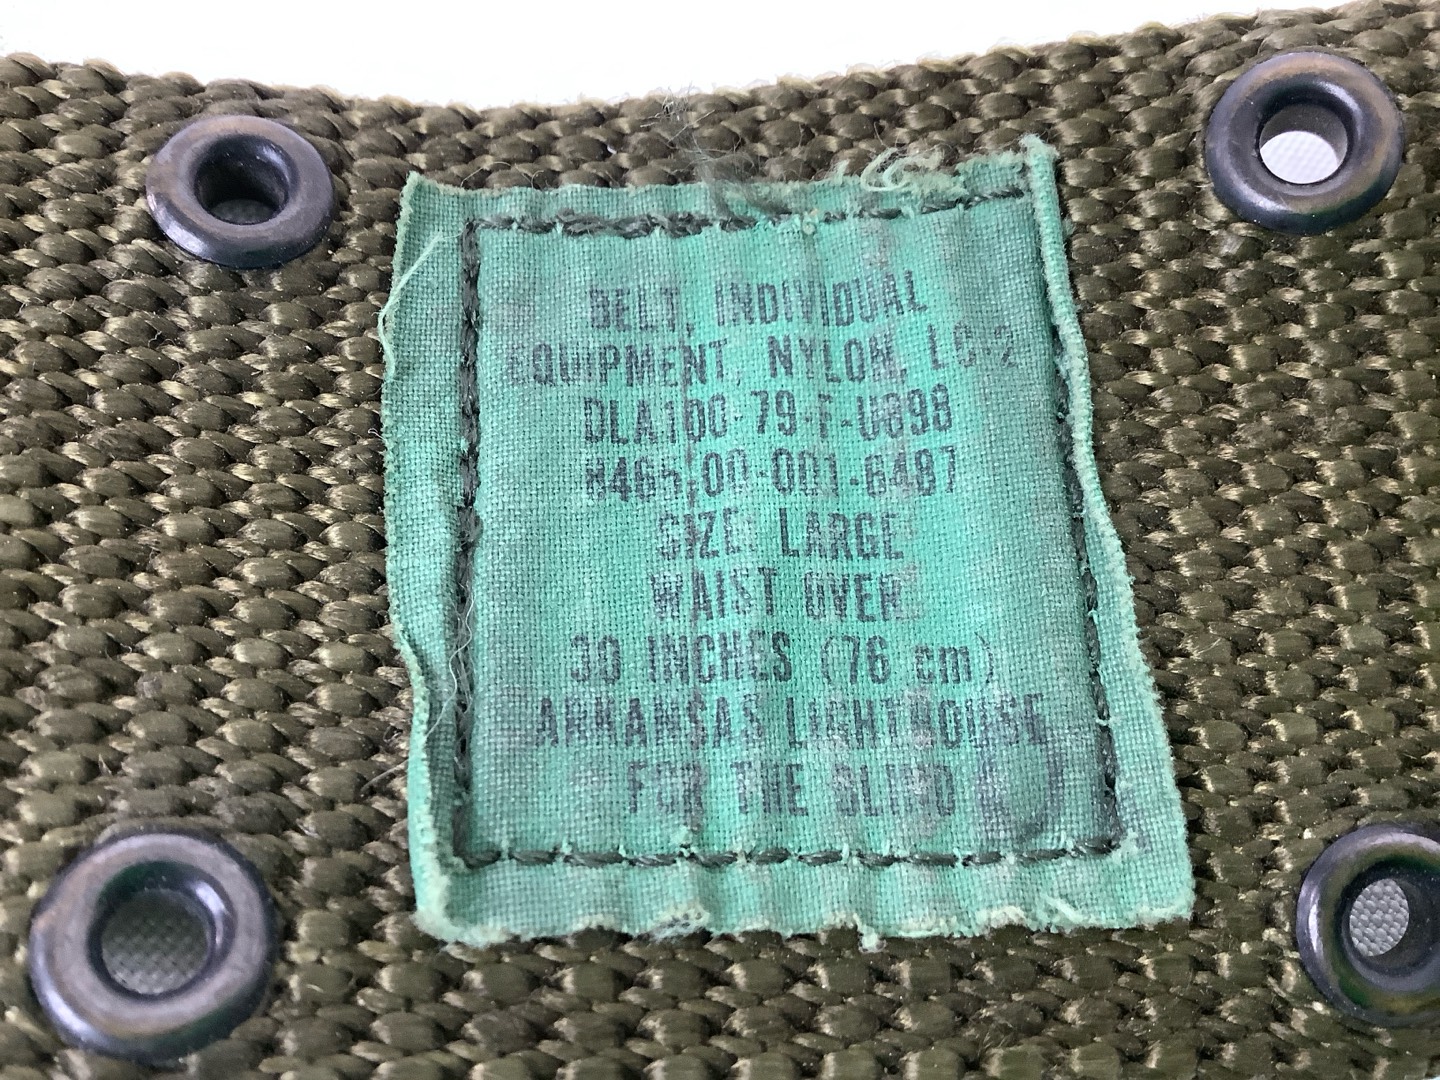 BELT, INDIVIDUAL
EQUIPMENT, NYLON, LC-2
DLA100-79-F-U898
8465-00-001-6487
SIZE: LARGE
WAIST OVER
30 INCHES (76 cm)
ARKANSAS LIGHTHOUSE
FOR THE BLIND